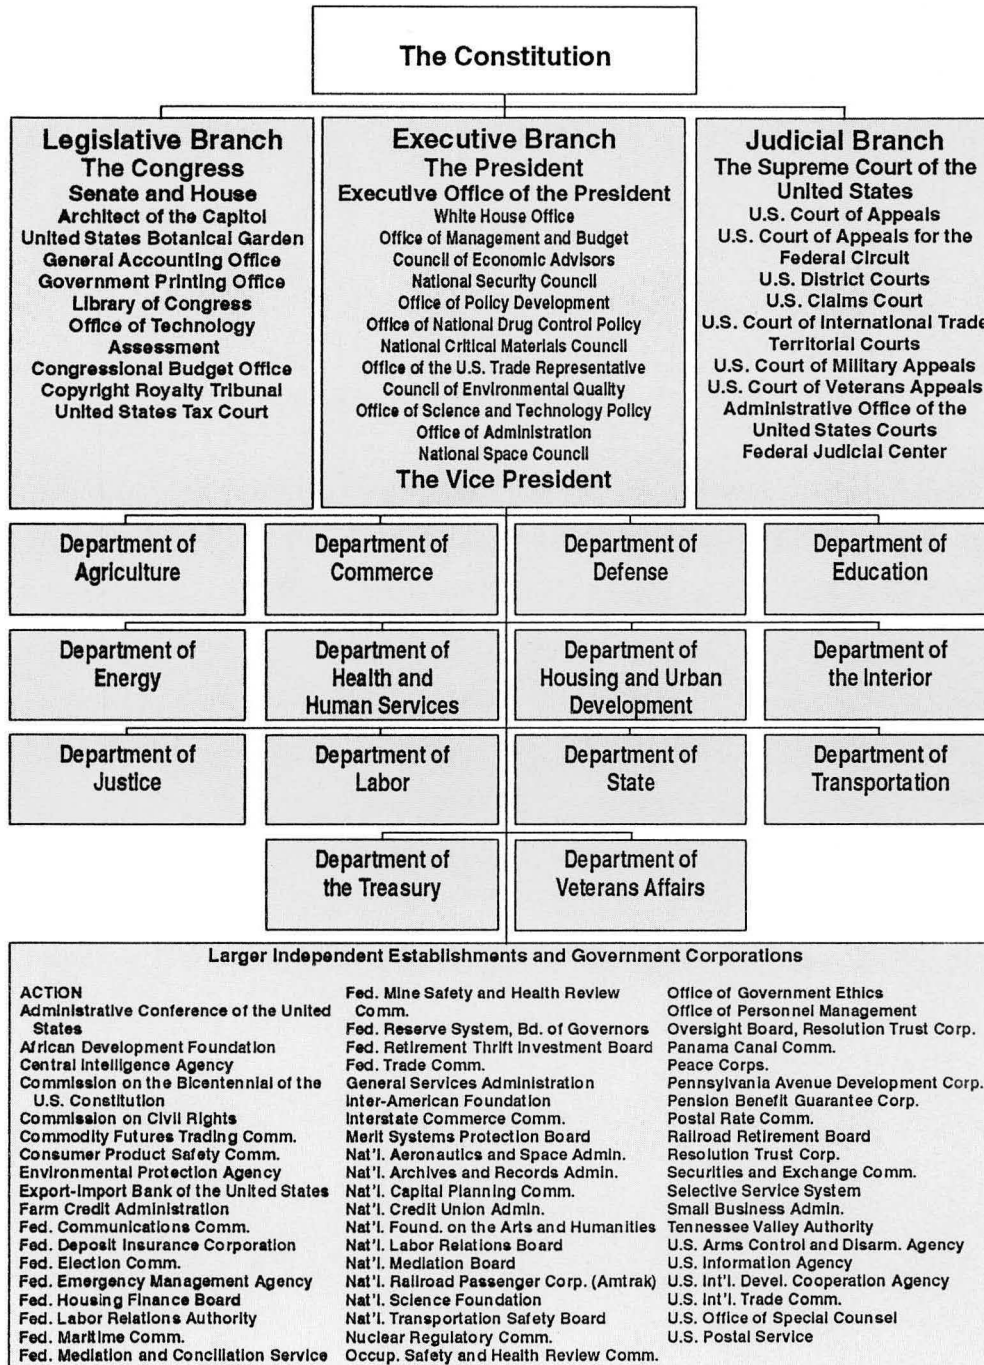 The Constitution
Legislative Branch
The Congress
Senate and House
Architect of the Capitol
United States Botanical Garden
General Accounting Office
Government Printing Office
Library of Congress
Office of Technology
Assessment
Congressional Budget Office
Copyright Royalty Tribunal
United States Tax Court
Executive Branch
The President
Executive Office of the President
White House Office
Office of Management and Budget
Council of Economic Advisors
National Security Council
Office of Policy Development
Office of National Drug Control Policy
National Critical Materials Council
Office of the U.S. Trade Representative
Council of Environmental Quality
Office of Science and Technology Policy
Office of Administration
National Space Council
The Vice President
Judicial Branch
The Supreme Court of the
United States
U.S. Court of Appeals
U.S. Court of Appeals for the
Federal Circuit
U.S. District Courts
U.S. Claims Court
U.S. Court of International Trade
Territorial Courts
U.S. Court of Military Appeals
U.S. Court of Veterans Appeals
Administrative Office of the
United States Courts
Federal Judicial Center
Department of
Agriculture
Department of
Commerce
Department of
Defense
Department of
Education
Department of
Energy
Department of
Health and
Human Services
Department of
Housing and Urban
Development
Department of
the Interior
Department of
Justice
Department of
Labor
Department of
State
Department of
Transportation
Department of
the Treasury
Department of
Veterans Affairs
Larger Independent Establishments and Government Corporations
ACTION
Administrative Conference of the United
States
African Development Foundation
Central Intelligence Agency
Commission on the Bicentennial of the
U.S. Constitution
Commission on Civil Rights
Commodity Futures Trading Comm.
Consumer Product Safety Comm.
Environmental Protection Agency
Export-Import Bank of the United States
Farm Credit Administration
Fed. Communications Comm.
Fed. Deposit Insurance Corporation
Fed. Election Comm.
Fed. Emergency Management Agency
Fed. Housing Finance Board
Fed. Labor Relations Authority
Fed. Maritime Comm.
Fed. Mediation and Conciliation Service
Fed. Mine Safety and Health Review
Comm.
Fed. Reserve System, Bd. of Governors
Fed. Retirement Thrift Investment Board
Fed. Trade Comm.
General Services Administration
Inter-American Foundation
Interstate Commerce Comm.
Merit Systems Protection Board
Nat'l. Aeronautics and Space Admin.
Nat'l. Archives and Records Admin.
Nat'l. Capital Planning Comm.
Nat'l. Credit Union Admin.
Nat'l. Found. on the Arts and Humanities
Nat'l. Labor Relations Board
Nat'l. Mediation Board
Nat'l. Railroad Passenger Corp. (Amtrak)
Nat'l. Science Foundation
Nat'l. Transportation Safety Board
Nuclear Regulatory Comm.
Occup. Safety and Health Review Comm.
Office of Government Ethics
Office of Personnel Management
Oversight Board, Resolution Trust Corp.
Panama Canal Comm.
Peace Corps.
Pennsylvania Avenue Development Corp.
Pension Benefit Guarantee Corp.
Postal Rate Comm.
Railroad Retirement Board
Resolution Trust Corp.
Securities and Exchange Comm.
Selective Service System
Small Business Admin.
Tennessee Valley Authority
U.S. Arms Control and Disarm. Agency
U.S. Information Agency
U.S. Int'l. Devel. Cooperation Agency
U.S. Int'l. Trade Comm.
U.S. Office of Special Counsel
U.S. Postal Service